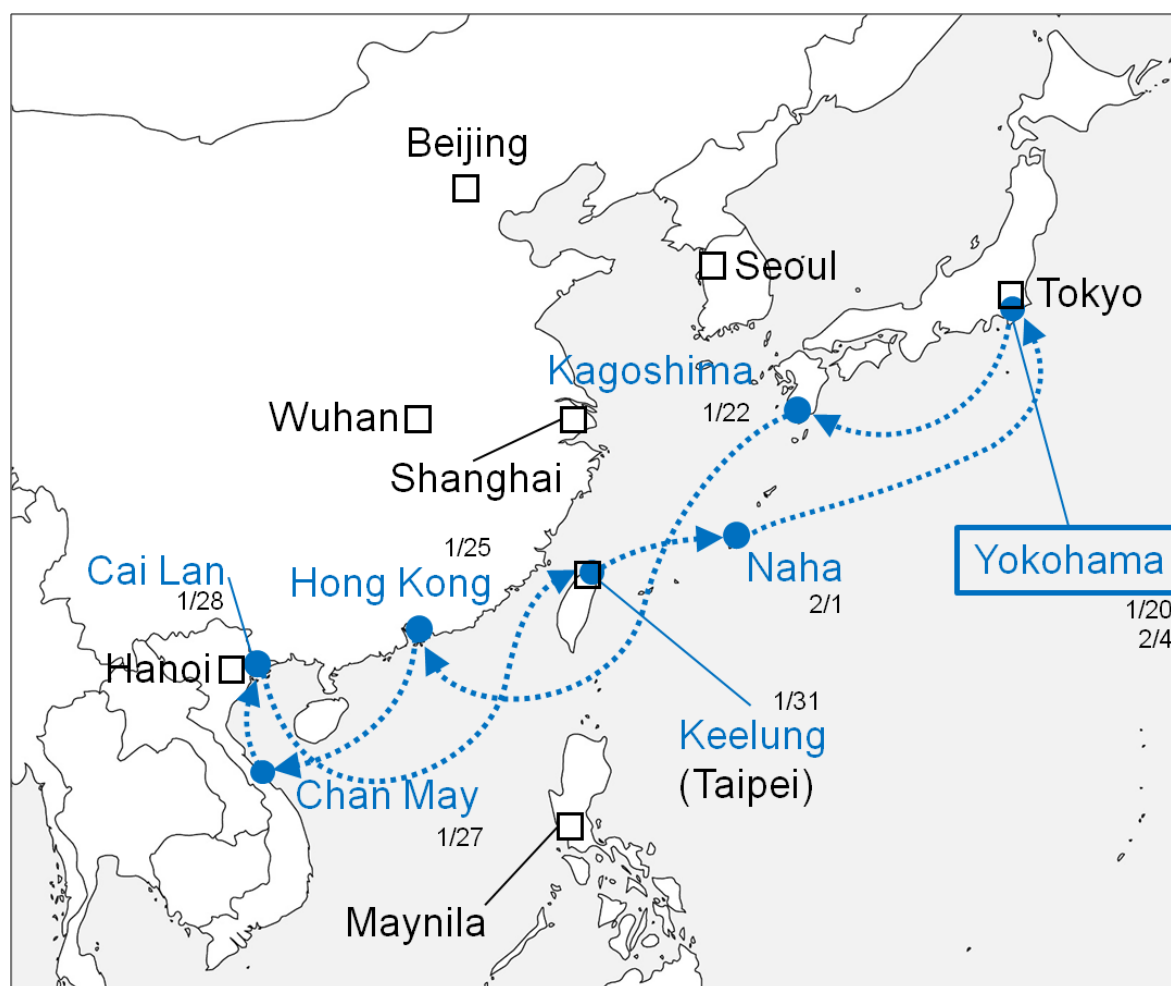 Beijing
Seoul
Tokyo
Kagoshima
1/22
Wuhan
Shanghai
1/25
Cai Lan
Hong Kong
1/28
Naha
2/1
Yokohama
1/20
2/4
Hanoi
1/31
Keelung
(Taipei)
Chan May
1/27
Maynila